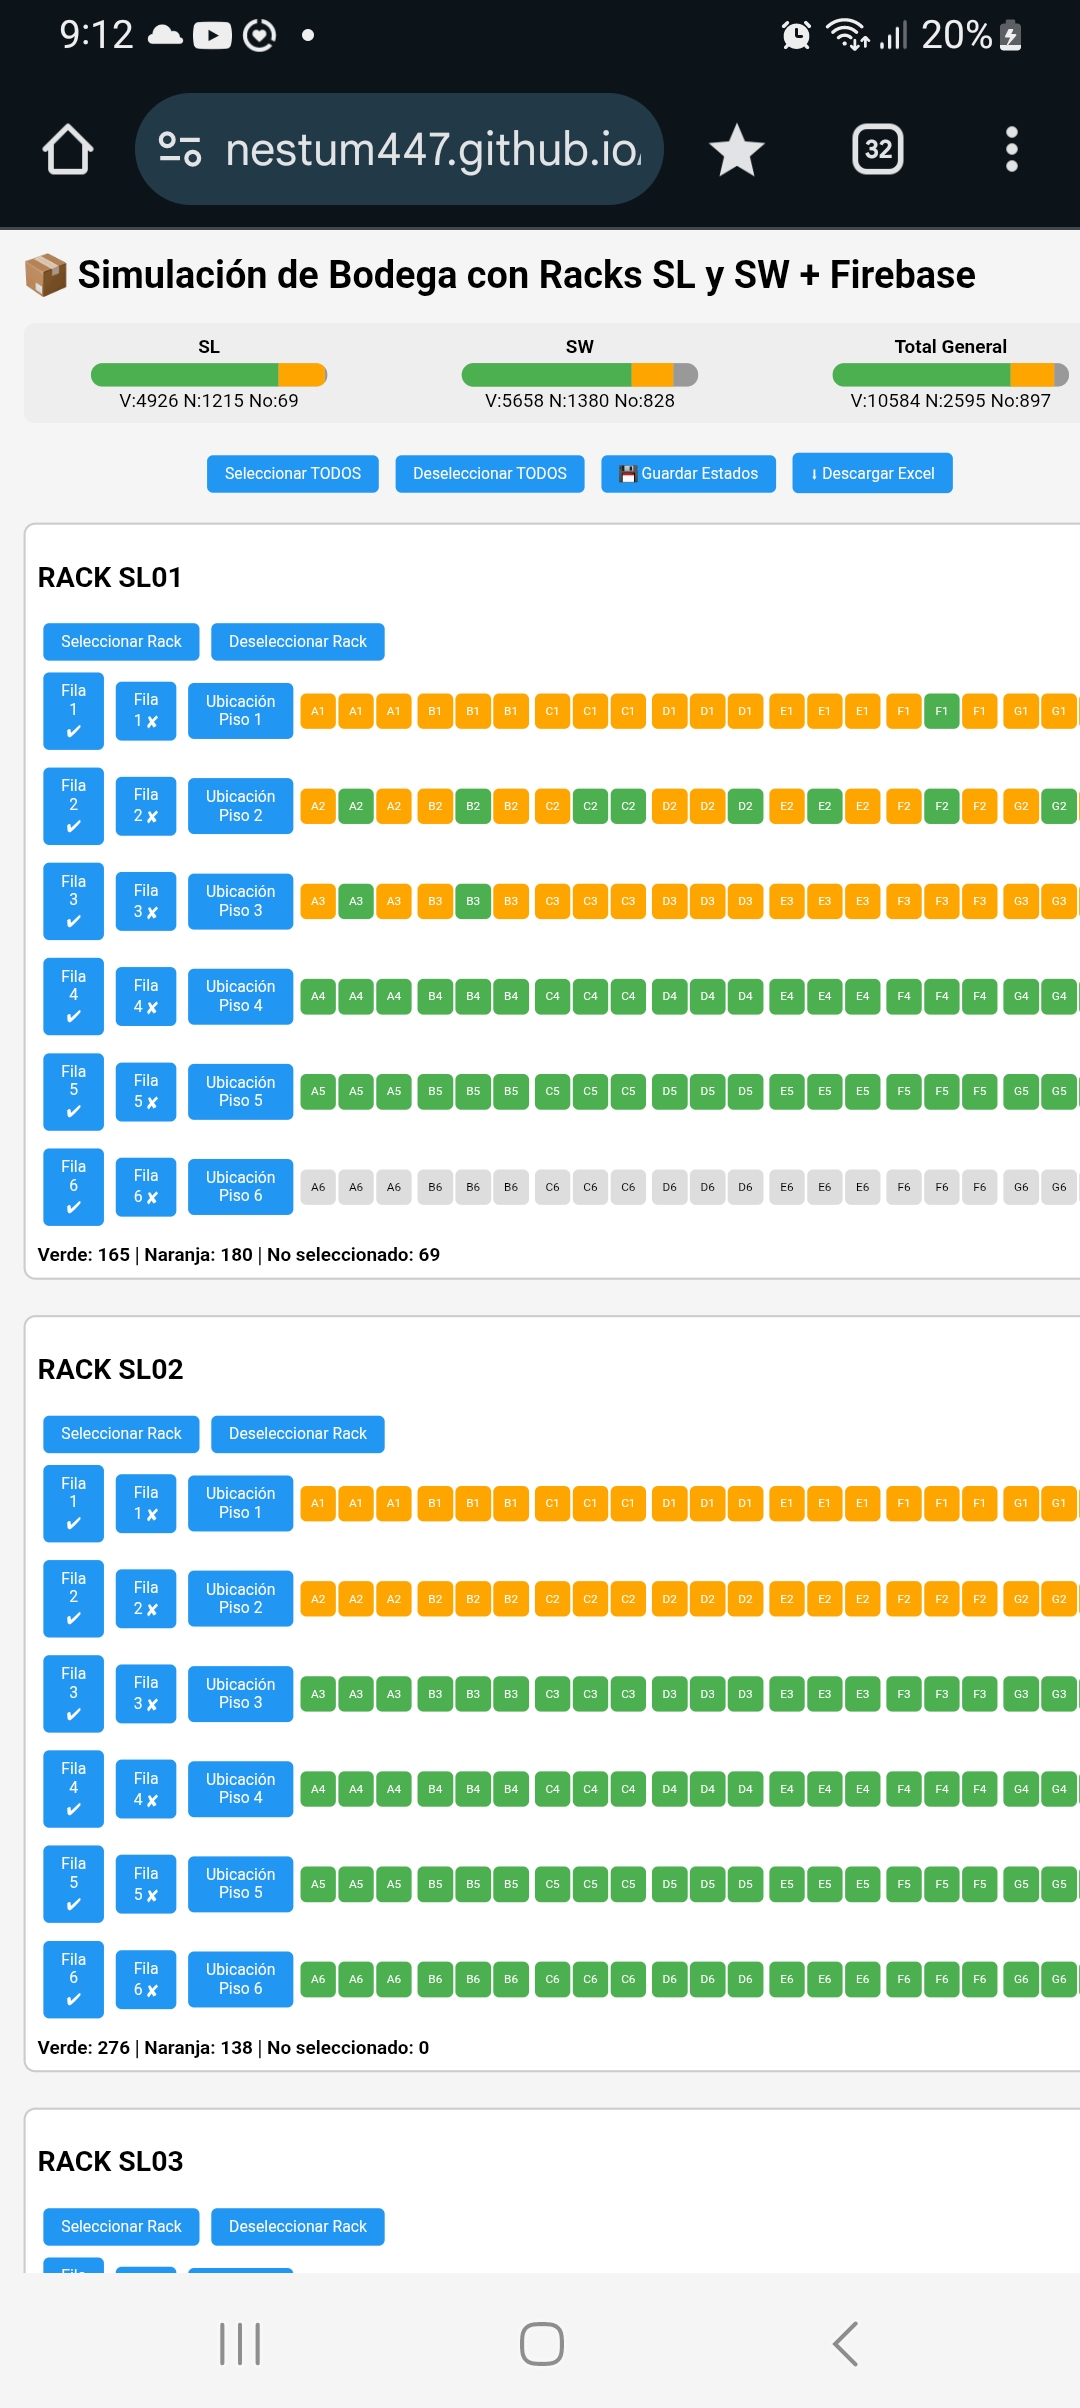 9:12 20%
nestum447.github.io/
32
📦 Simulación de Bodega con Racks SL y SW + Firebase
SL SW Total General
V:4926 N:1215 No:69 V:5658 N:1380 No:828 V:10584 N:2595 No:897
Seleccionar TODOS Deseleccionar TODOS 💾 Guardar Estados ⬇ Descargar Excel
RACK SL01
Seleccionar Rack Deseleccionar Rack
Fila 1 ✔ Fila 1 ✘ Ubicación Piso 1 A1 A1 A1 B1 B1 B1 C1 C1 C1 D1 D1 D1 E1 E1 E1 F1 F1 F1 G1 G1
Fila 2 ✔ Fila 2 ✘ Ubicación Piso 2 A2 A2 A2 B2 B2 B2 C2 C2 C2 D2 D2 D2 E2 E2 E2 F2 F2 F2 G2 G2
Fila 3 ✔ Fila 3 ✘ Ubicación Piso 3 A3 A3 A3 B3 B3 B3 C3 C3 C3 D3 D3 D3 E3 E3 E3 F3 F3 F3 G3 G3
Fila 4 ✔ Fila 4 ✘ Ubicación Piso 4 A4 A4 A4 B4 B4 B4 C4 C4 C4 D4 D4 D4 E4 E4 E4 F4 F4 F4 G4 G4
Fila 5 ✔ Fila 5 ✘ Ubicación Piso 5 A5 A5 A5 B5 B5 B5 C5 C5 C5 D5 D5 D5 E5 E5 E5 F5 F5 F5 G5 G5
Fila 6 ✔ Fila 6 ✘ Ubicación Piso 6 A6 A6 A6 B6 B6 B6 C6 C6 C6 D6 D6 D6 E6 E6 E6 F6 F6 F6 G6 G6
Verde: 165 | Naranja: 180 | No seleccionado: 69
RACK SL02
Seleccionar Rack Deseleccionar Rack
Fila 1 ✔ Fila 1 ✘ Ubicación Piso 1 A1 A1 A1 B1 B1 B1 C1 C1 C1 D1 D1 D1 E1 E1 E1 F1 F1 F1 G1 G1
Fila 2 ✔ Fila 2 ✘ Ubicación Piso 2 A2 A2 A2 B2 B2 B2 C2 C2 C2 D2 D2 D2 E2 E2 E2 F2 F2 F2 G2 G2
Fila 3 ✔ Fila 3 ✘ Ubicación Piso 3 A3 A3 A3 B3 B3 B3 C3 C3 C3 D3 D3 D3 E3 E3 E3 F3 F3 F3 G3 G3
Fila 4 ✔ Fila 4 ✘ Ubicación Piso 4 A4 A4 A4 B4 B4 B4 C4 C4 C4 D4 D4 D4 E4 E4 E4 F4 F4 F4 G4 G4
Fila 5 ✔ Fila 5 ✘ Ubicación Piso 5 A5 A5 A5 B5 B5 B5 C5 C5 C5 D5 D5 D5 E5 E5 E5 F5 F5 F5 G5 G5
Fila 6 ✔ Fila 6 ✘ Ubicación Piso 6 A6 A6 A6 B6 B6 B6 C6 C6 C6 D6 D6 D6 E6 E6 E6 F6 F6 F6 G6 G6
Verde: 276 | Naranja: 138 | No seleccionado: 0
RACK SL03
Seleccionar Rack Deseleccionar Rack